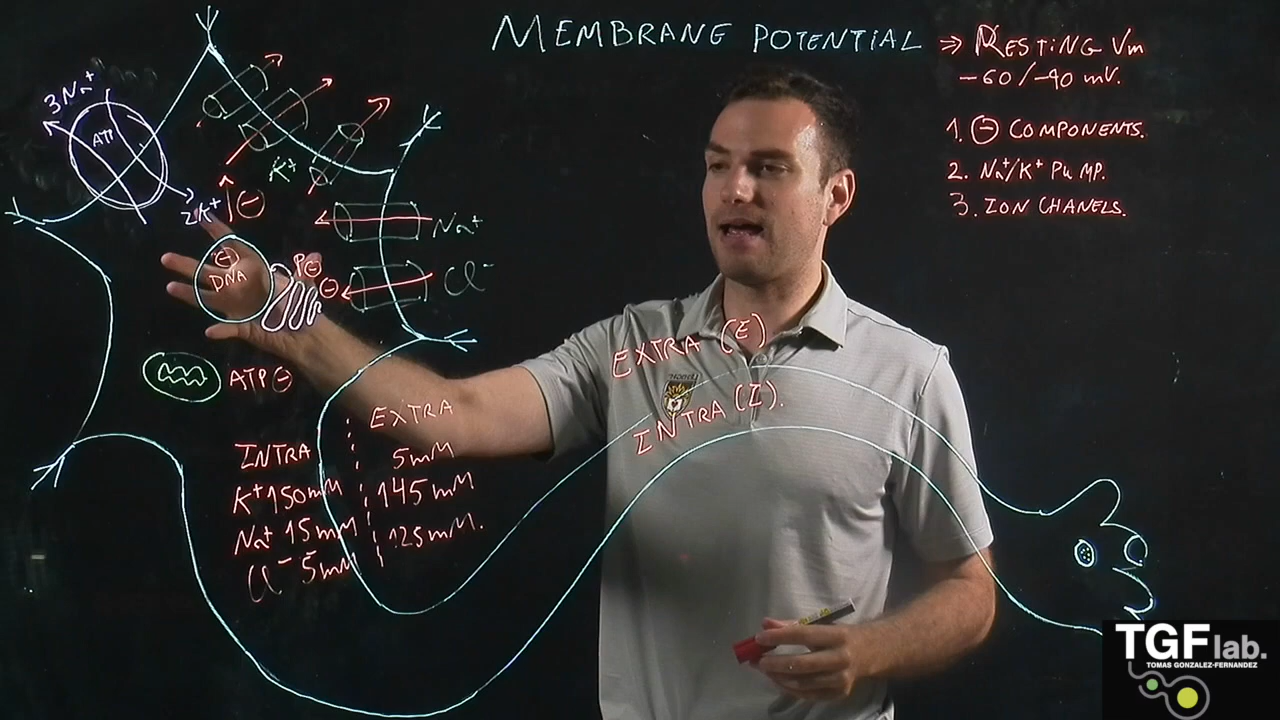 MEMBRANE POTENTIAL ⇒ RESTING Vm
-60/-90 mV.
1. ⊖ COMPONENTS.
2. Na⁺/K⁺ PUMP.
3. ION CHANELS.
3Na⁺
ATP
2K⁺
K⁺
⊖
Na⁺
Cl⁻
⊖
DNA
P⊖
⊖
ATP ⊖
EXTRA (E)
INTRA (I).
INTRA EXTRA
K⁺ 150mM 5mM
Na⁺ 15mM 145mM
Cl⁻ 5mM 125mM.
TGF lab.
TOMAS GONZALEZ-FERNANDEZ